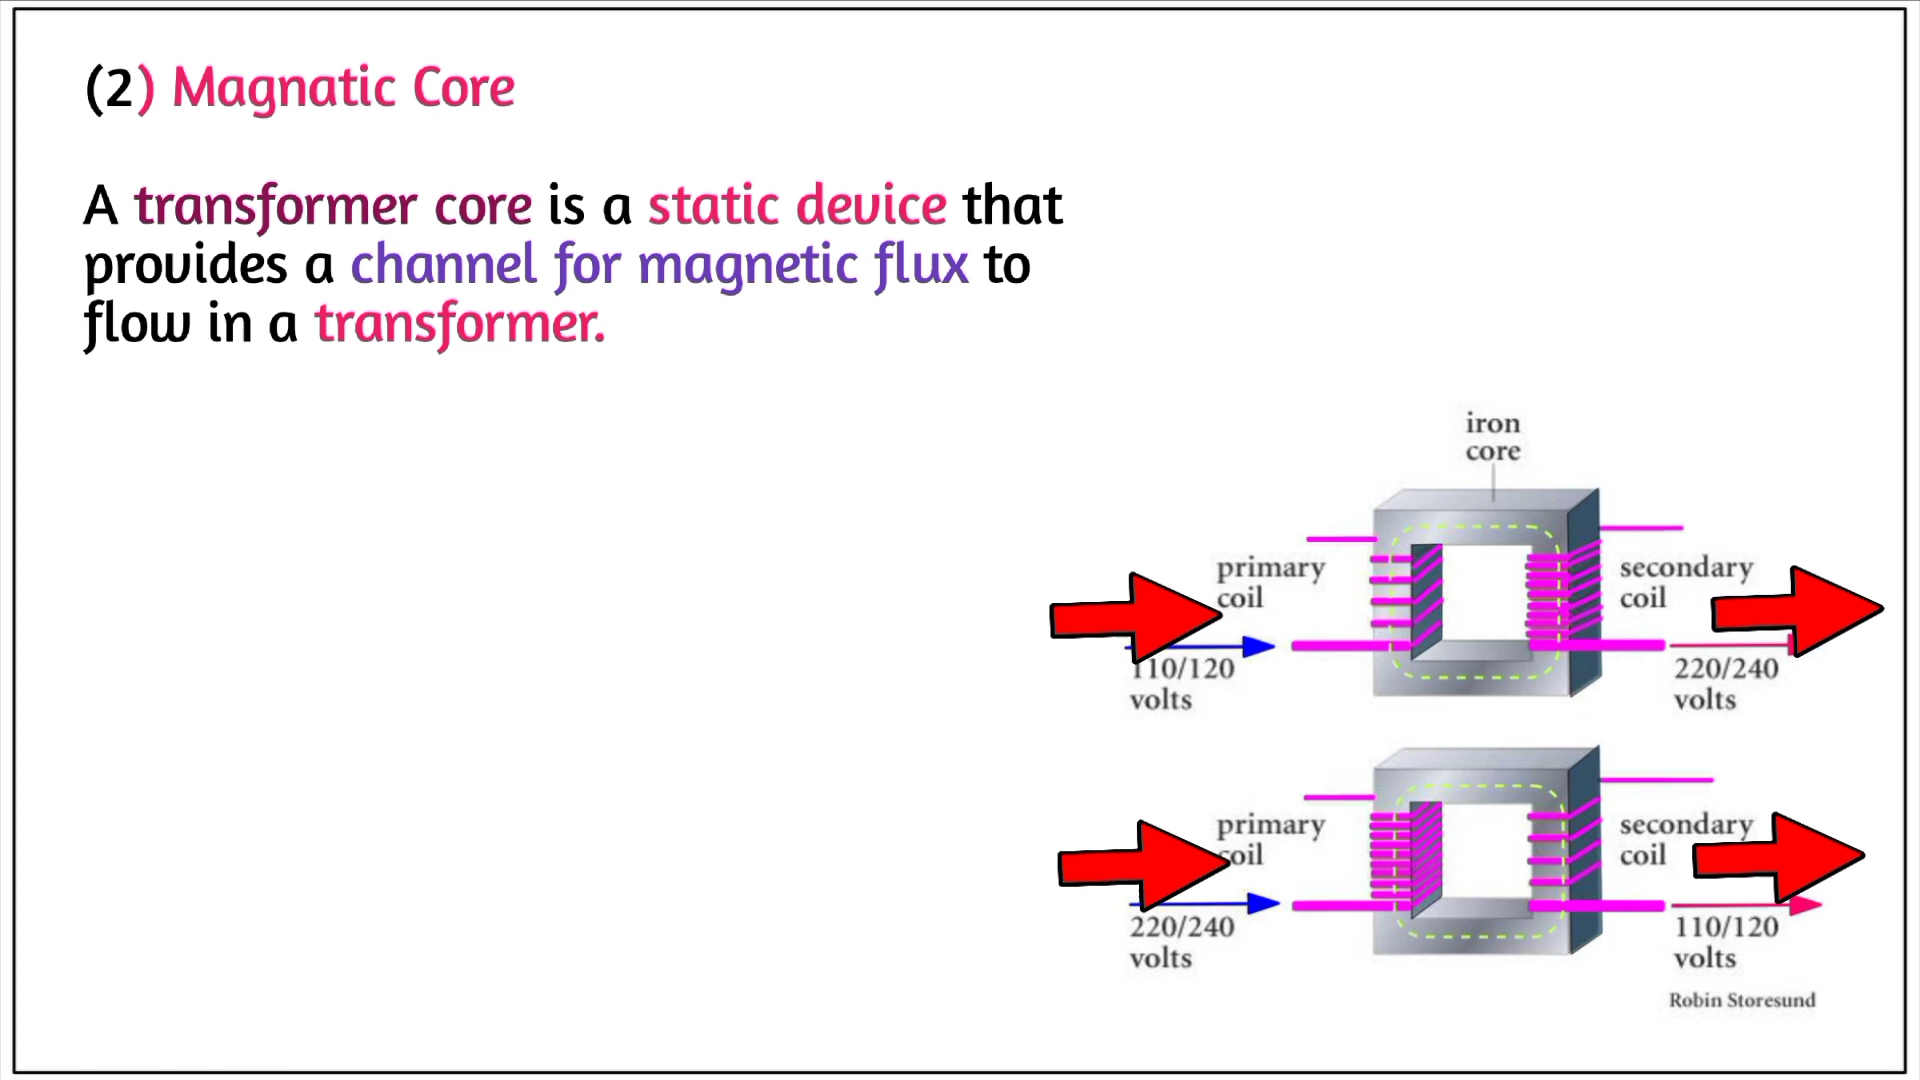 (2) Magnatic Core
A transformer core is a static device that
provides a channel for magnetic flux to
flow in a transformer.
iron
core
primary
coil
secondary
coil
110/120
volts
220/240
volts
primary
coil
secondary
coil
220/240
volts
110/120
volts
Robin Storesund